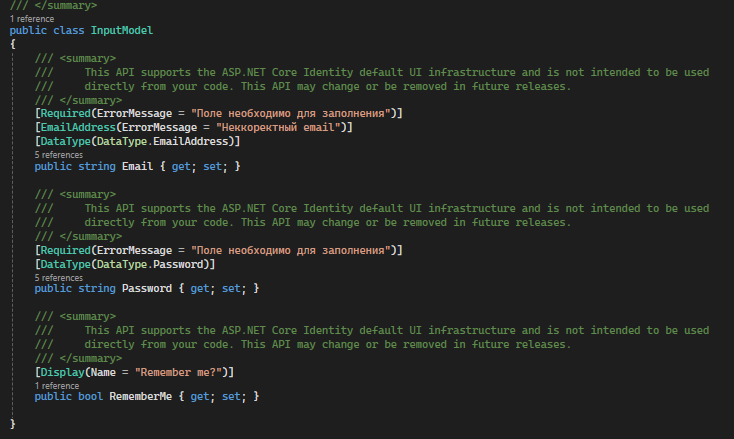 /// </summary>
1 reference
public class InputModel
{
/// <summary>
///     This API supports the ASP.NET Core Identity default UI infrastructure and is not intended to be used
///     directly from your code. This API may change or be removed in future releases.
/// </summary>
[Required(ErrorMessage = "Поле необходимо для заполнения")]
[EmailAddress(ErrorMessage = "Неккоректный email")]
[DataType(DataType.EmailAddress)]
5 references
public string Email { get; set; }
/// <summary>
///     This API supports the ASP.NET Core Identity default UI infrastructure and is not intended to be used
///     directly from your code. This API may change or be removed in future releases.
/// </summary>
[Required(ErrorMessage = "Поле необходимо для заполнения")]
[DataType(DataType.Password)]
5 references
public string Password { get; set; }
/// <summary>
///     This API supports the ASP.NET Core Identity default UI infrastructure and is not intended to be used
///     directly from your code. This API may change or be removed in future releases.
/// </summary>
[Display(Name = "Remember me?")]
1 reference
public bool RememberMe { get; set; }
}